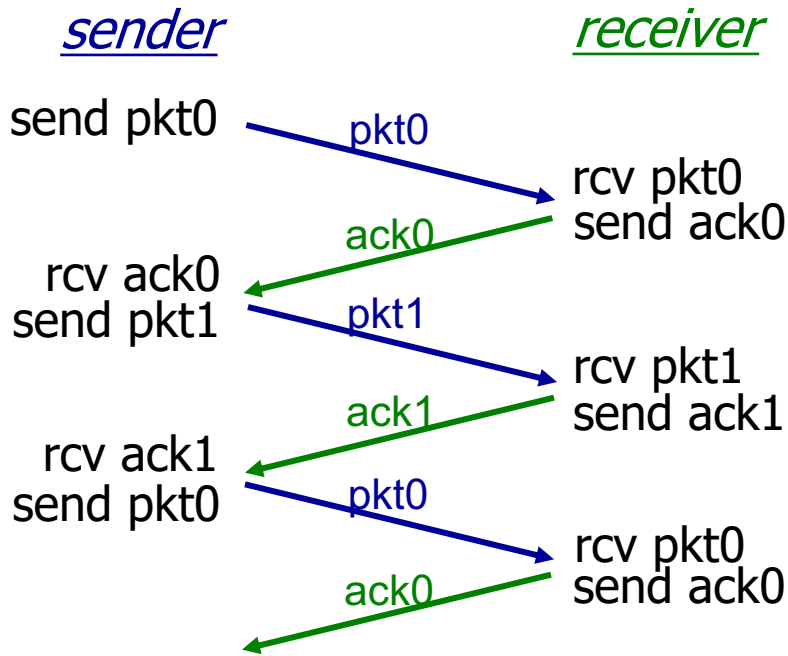 sender
receiver
send pkt0
pkt0
rcv pkt0
send ack0
ack0
rcv ack0
send pkt1
pkt1
rcv pkt1
send ack1
ack1
rcv ack1
send pkt0
pkt0
rcv pkt0
send ack0
ack0